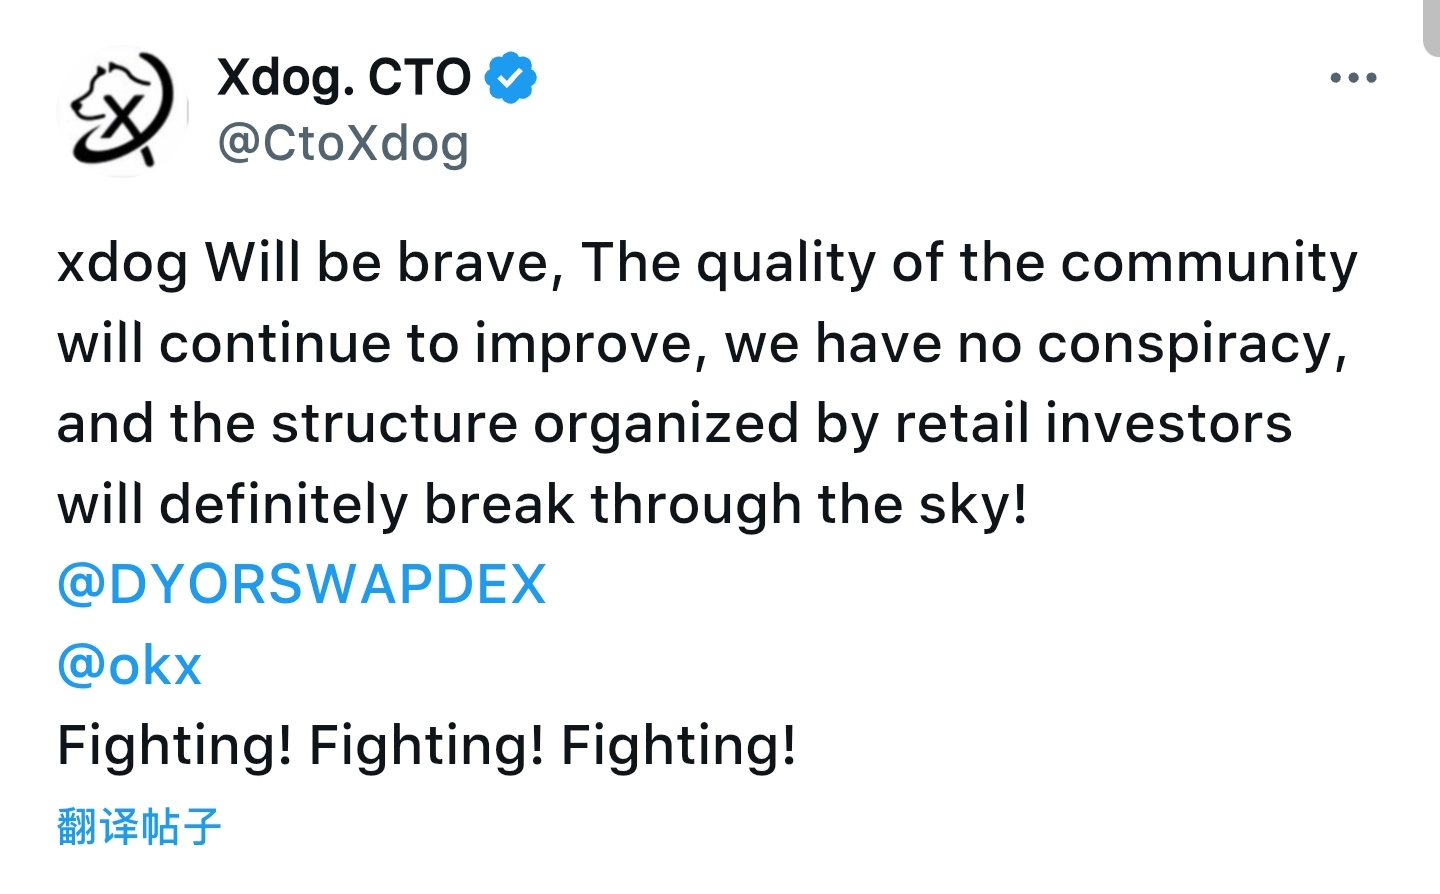 Xdog. CTO
@CtoXdog
xdog Will be brave, The quality of the community
will continue to improve, we have no conspiracy,
and the structure organized by retail investors
will definitely break through the sky!
@DYORSWAPDEX
@okx
Fighting! Fighting! Fighting!
翻译帖子